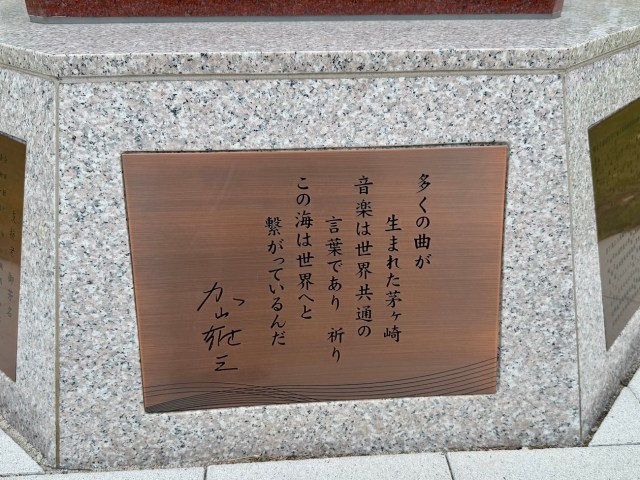 多くの曲が
生まれた茅ヶ崎
音楽は世界共通の
言葉であり 祈り
この海は世界へと
繋がっているんだ
加山雄三